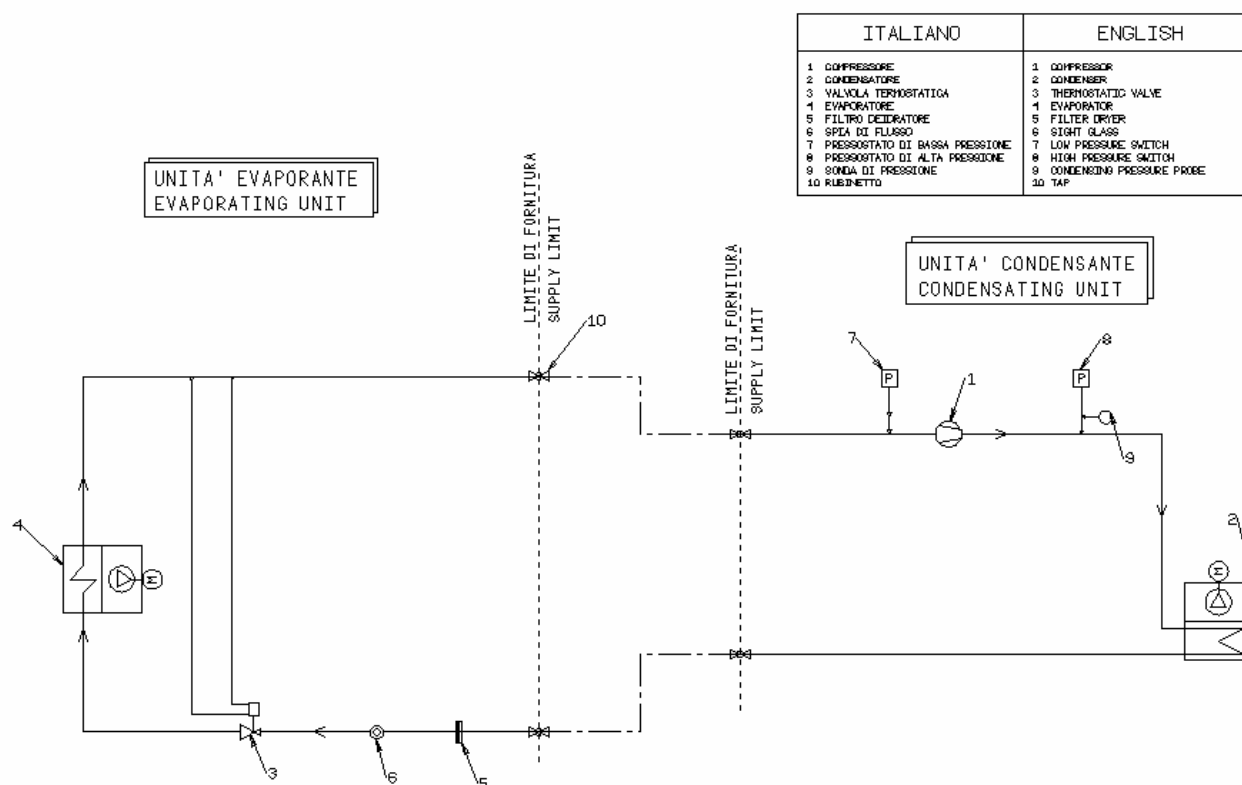 ITALIANO
ENGLISH
1 COMPRESSORE
2 CONDENSATORE
3 VALVOLA TERMOSTATICA
4 EVAPORATORE
5 FILTRO DEIDRATORE
6 SPIA DI FLUSSO
7 PRESSOSTATO DI BASSA PRESSIONE
8 PRESSOSTATO DI ALTA PRESSIONE
9 SONDA DI PRESSIONE
10 RUBINETTO
1 COMPRESSOR
2 CONDENSER
3 THERMOSTATIC VALVE
4 EVAPORATOR
5 FILTER DRYER
6 SIGHT GLASS
7 LOW PRESSURE SWITCH
8 HIGH PRESSURE SWITCH
9 CONDENSING PRESSURE PROBE
10 TAP
UNITA' EVAPORANTE
EVAPORATING UNIT
LIMITE DI FORNITURA
SUPPLY LIMIT
LIMITE DI FORNITURA
SUPPLY LIMIT
UNITA' CONDENSANTE
CONDENSATING UNIT
10
7
8
P
P
1
9
4
2
M
M
3
6
5